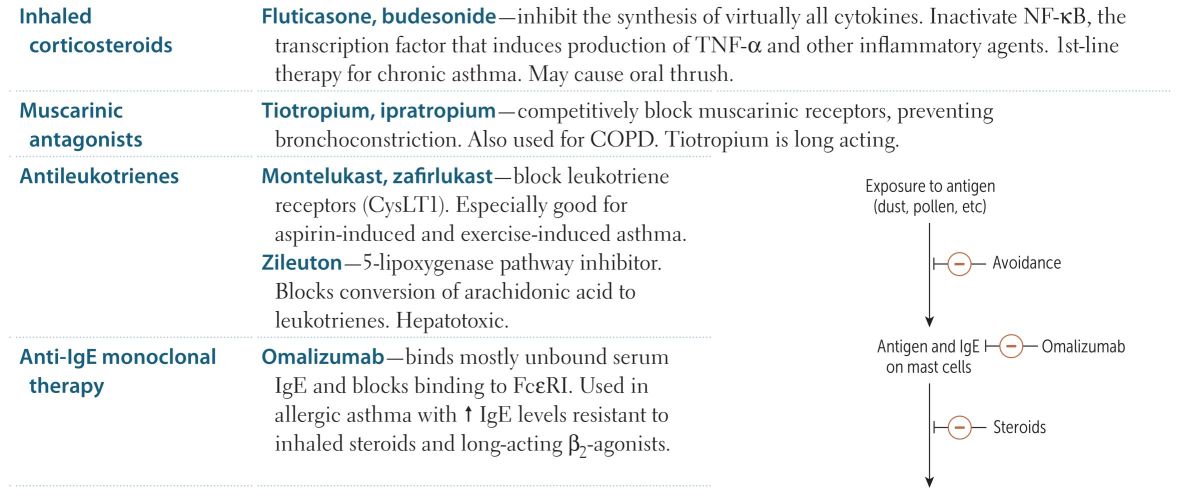 Inhaled
corticosteroids
Fluticasone, budesonide—inhibit the synthesis of virtually all cytokines. Inactivate NF-κB, the
transcription factor that induces production of TNF-α and other inflammatory agents. 1st-line
therapy for chronic asthma. May cause oral thrush.
Muscarinic
antagonists
Tiotropium, ipratropium—competitively block muscarinic receptors, preventing
bronchoconstriction. Also used for COPD. Tiotropium is long acting.
Antileukotrienes
Montelukast, zafirlukast—block leukotriene
receptors (CysLT1). Especially good for
aspirin-induced and exercise-induced asthma.
Zileuton—5-lipoxygenase pathway inhibitor.
Blocks conversion of arachidonic acid to
leukotrienes. Hepatotoxic.
Anti-IgE monoclonal
therapy
Omalizumab—binds mostly unbound serum
IgE and blocks binding to FcεRI. Used in
allergic asthma with ↑ IgE levels resistant to
inhaled steroids and long-acting β₂-agonists.
Exposure to antigen
(dust, pollen, etc)
Avoidance
Antigen and IgE
on mast cells
Omalizumab
Steroids